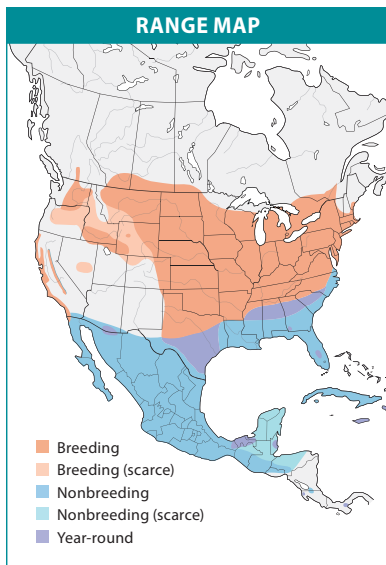 RANGE MAP
Breeding
Breeding (scarce)
Nonbreeding
Nonbreeding (scarce)
Year-round